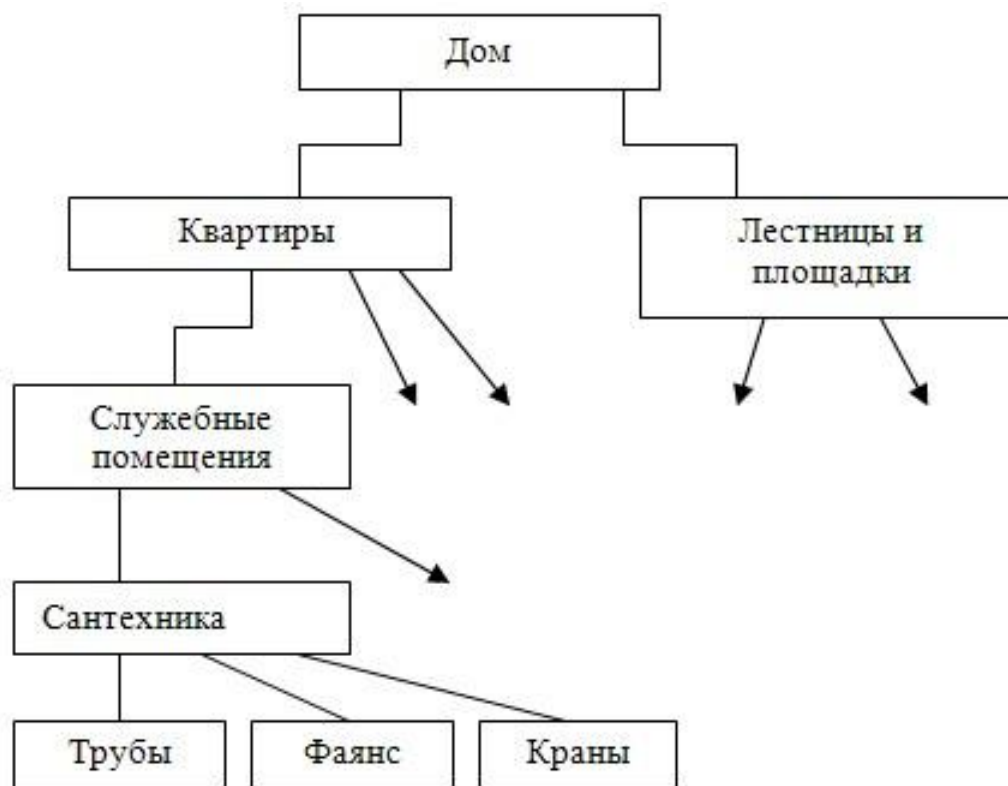 Дом
Квартиры
Лестницы и
площадки
Служебные
помещения
Сантехника
Трубы
Фаянс
Краны